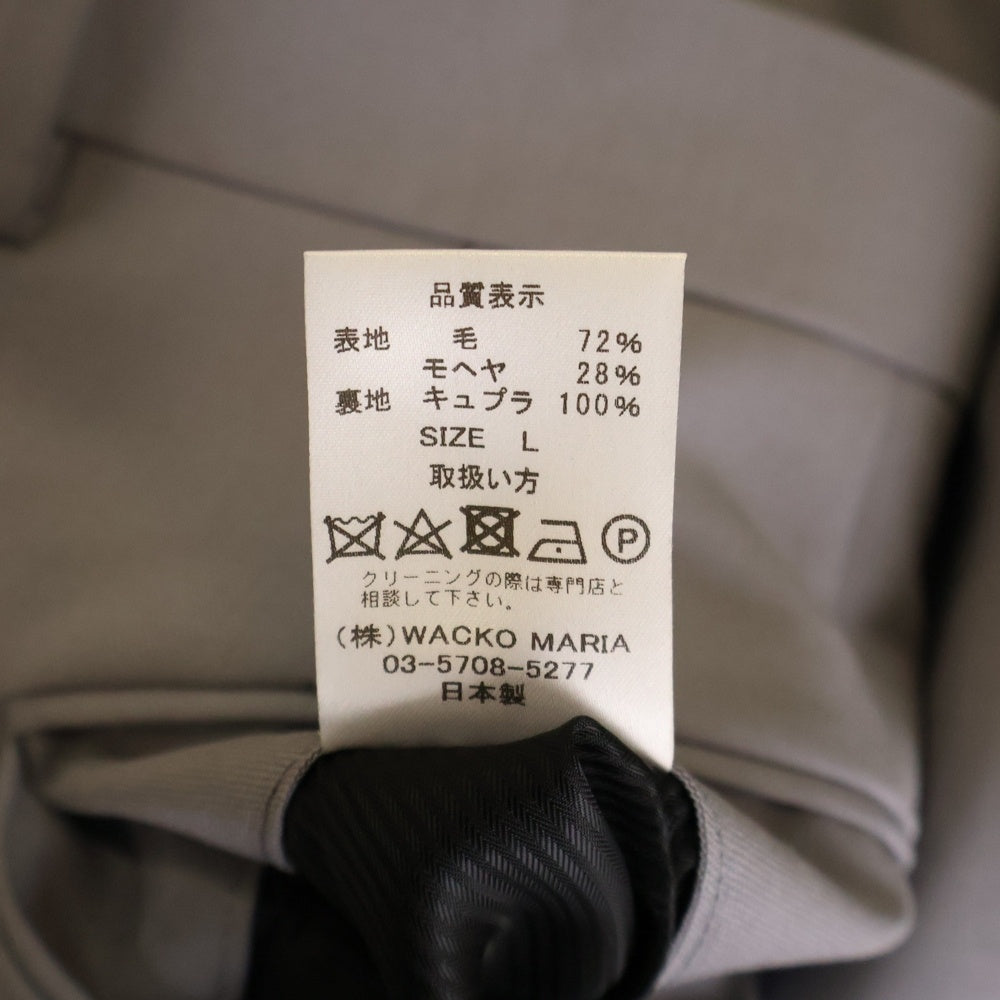 品質表示
表地 毛 72%
モヘヤ 28%
裏地 キュプラ 100%
SIZE L
取扱い方
P
クリーニングの際は専門店と
相談して下さい。
(株)WACKO MARIA
03-5708-5277
日本製